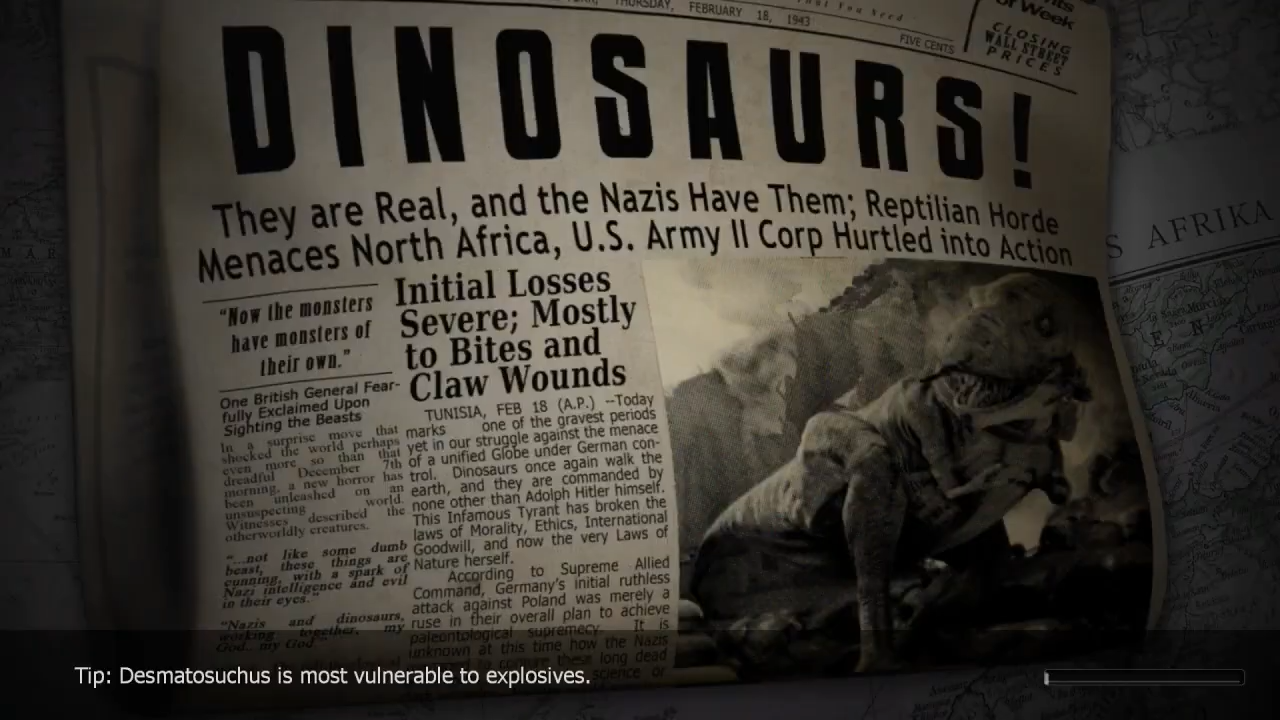 THURSDAY, FEBRUARY 18, 1943
That You Need
FIVE CENTS
of Week
CLOSING
WALL STREET
PRICES
DINOSAURS!
They are Real, and the Nazis Have Them; Reptilian Horde
Menaces North Africa, U.S. Army II Corp Hurtled into Action
"Now the monsters
have monsters of
their own."
One British General Fear-
fully Exclaimed Upon
Sighting the Beasts
In a surprise move that
shocked the world perhaps
even more so than that
dreadful December 7th
morning, a new horror has
been unleashed on an
unsuspecting world.
Witnesses described the
otherworldly creatures.
"...not like some dumb
beast, these things are
cunning, with a spark of
Nazi intelligence and evil
in their eyes."
"Nazis and dinosaurs,
working together, my
God.. my God"
Initial Losses
Severe; Mostly
to Bites and
Claw Wounds
TUNISIA, FEB 18 (A.P.) --Today
marks one of the gravest periods
yet in our struggle against the menace
of a unified Globe under German con-
trol. Dinosaurs once again walk the
earth, and they are commanded by
none other than Adolph Hitler himself.
This Infamous Tyrant has broken the
laws of Morality, Ethics, International
Goodwill, and now the very Laws of
Nature herself.
According to Supreme Allied
Command, Germany's initial ruthless
attack against Poland was merely a
ruse in their overall plan to achieve
paleontological supremecy. It is
unknown at this time how the Nazis
these long dead
science or
AFRIKA
Tip: Desmatosuchus is most vulnerable to explosives.